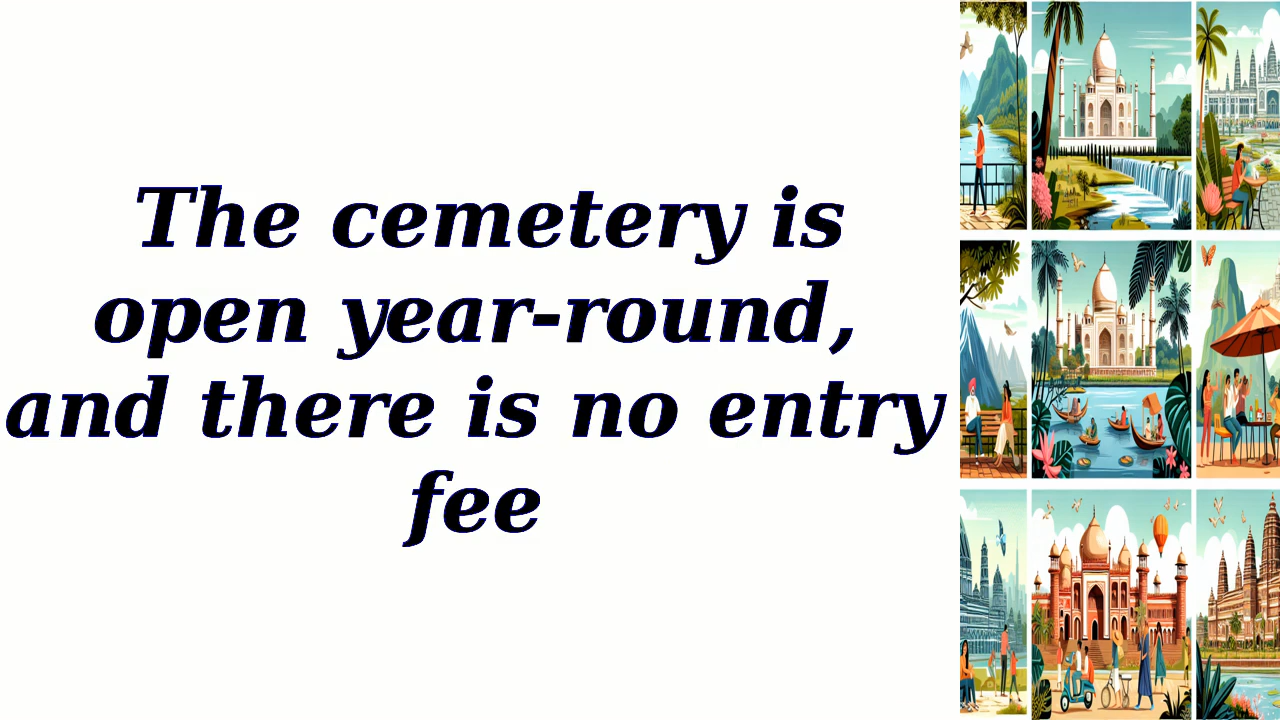 The cemetery is
open year-round,
and there is no entry
fee